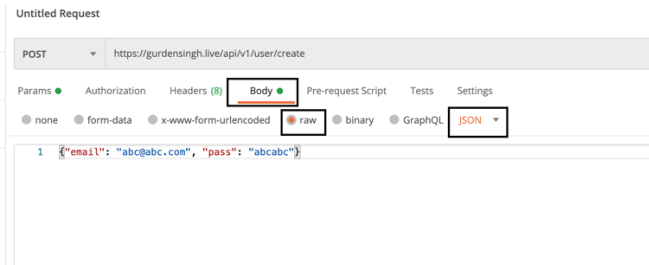 Untitled Request
POST https://gurdensingh.live/api/v1/user/create
Params Authorization Headers (8) Body Pre-request Script Tests Settings
none form-data x-www-form-urlencoded raw binary GraphQL JSON
1 {"email": "abc@abc.com", "pass": "abcabc"}